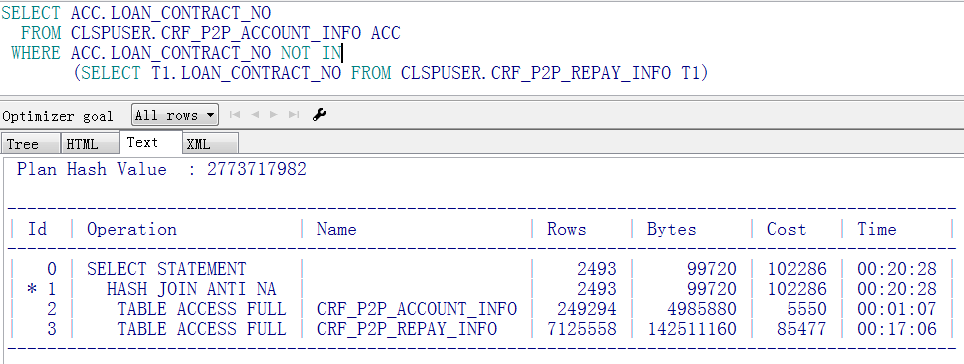 SELECT ACC.LOAN_CONTRACT_NO
FROM CLSPUSER.CRF_P2P_ACCOUNT_INFO ACC
WHERE ACC.LOAN_CONTRACT_NO NOT IN
(SELECT T1.LOAN_CONTRACT_NO FROM CLSPUSER.CRF_P2P_REPAY_INFO T1)
Optimizer goal All rows
Tree HTML Text XML
Plan Hash Value : 2773717982
---------------------------------------------------------------------------------------------
| Id | Operation | Name | Rows | Bytes | Cost | Time |
---------------------------------------------------------------------------------------------
| 0 | SELECT STATEMENT | | 2493 | 99720 | 102286 | 00:20:28 |
| * 1 | HASH JOIN ANTI NA | | 2493 | 99720 | 102286 | 00:20:28 |
| 2 | TABLE ACCESS FULL | CRF_P2P_ACCOUNT_INFO | 249294 | 4985880 | 5550 | 00:01:07 |
| 3 | TABLE ACCESS FULL | CRF_P2P_REPAY_INFO | 7125558 | 142511160 | 85477 | 00:17:06 |
---------------------------------------------------------------------------------------------